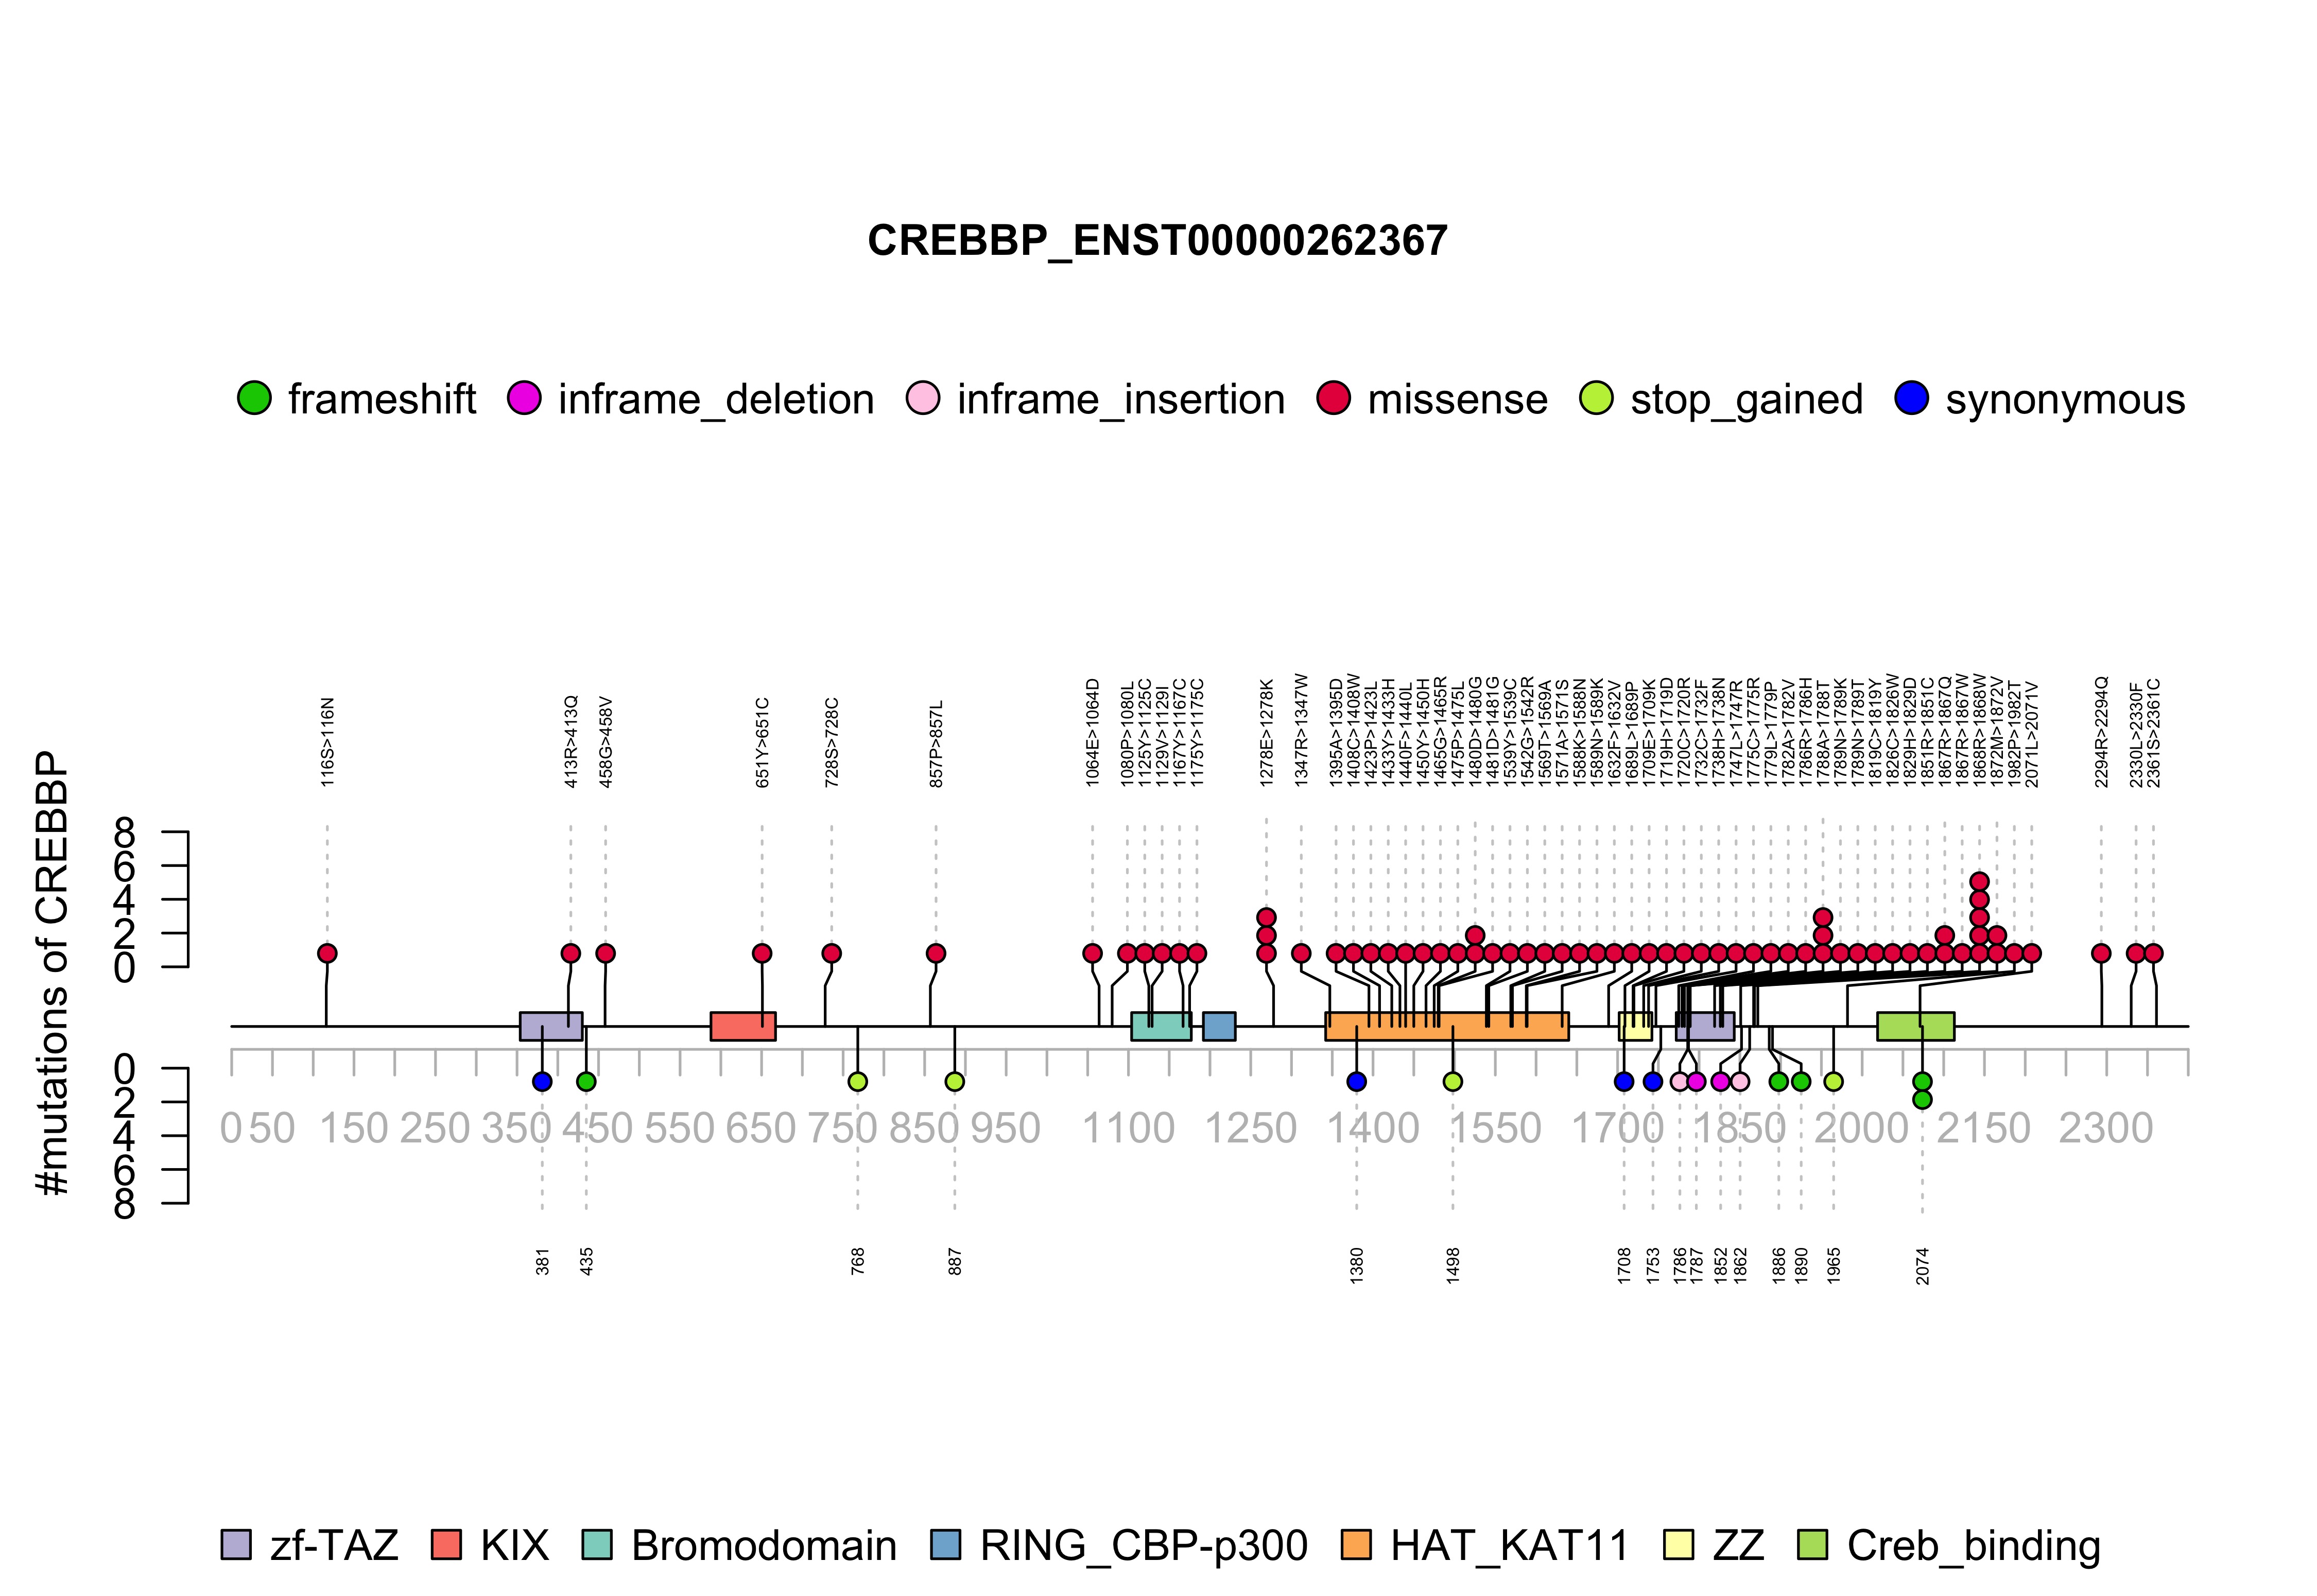 CREBBP_ENST00000262367
frameshift inframe_deletion inframe_insertion missense stop_gained synonymous
116S>116N
413R>413Q
458G>458V
651Y>651C
728S>728C
857P>857L
1064E>1064D
1080P>1080L
1125Y>1125C
1129V>1129I
1167Y>1167C
1175Y>1175C
1278E>1278K
1347R>1347W
1395A>1395D
1408C>1408W
1423P>1423L
1433Y>1433H
1440F>1440L
1450Y>1450H
1465G>1465R
1475P>1475L
1480D>1480G
1481D>1481G
1539Y>1539C
1542G>1542R
1569T>1569A
1571A>1571S
1588K>1588N
1589N>1589K
1632F>1632V
1689L>1689P
1709E>1709K
1719H>1719D
1720C>1720R
1732C>1732F
1738H>1738N
1747L>1747R
1775C>1775R
1779L>1779P
1782A>1782V
1786R>1786H
1788A>1788T
1789N>1789K
1789N>1789T
1819C>1819Y
1826C>1826W
1829H>1829D
1851R>1851C
1867R>1867Q
1867R>1867W
1868R>1868W
1872M>1872V
1982P>1982T
2071L>2071V
2294R>2294Q
2330L>2330F
2361S>2361C
#mutations of CREBBP
8
6
4
2
0
0
2
4
6
8
0 50 150 250 350 450 550 650 750 850 950 1100 1250 1400 1550 1700 1850 2000 2150 2300
381
435
768
887
1380
1498
1708
1753
1786
1787
1852
1862
1886
1890
1965
2074
zf-TAZ KIX Bromodomain RING_CBP-p300 HAT_KAT11 ZZ Creb_binding